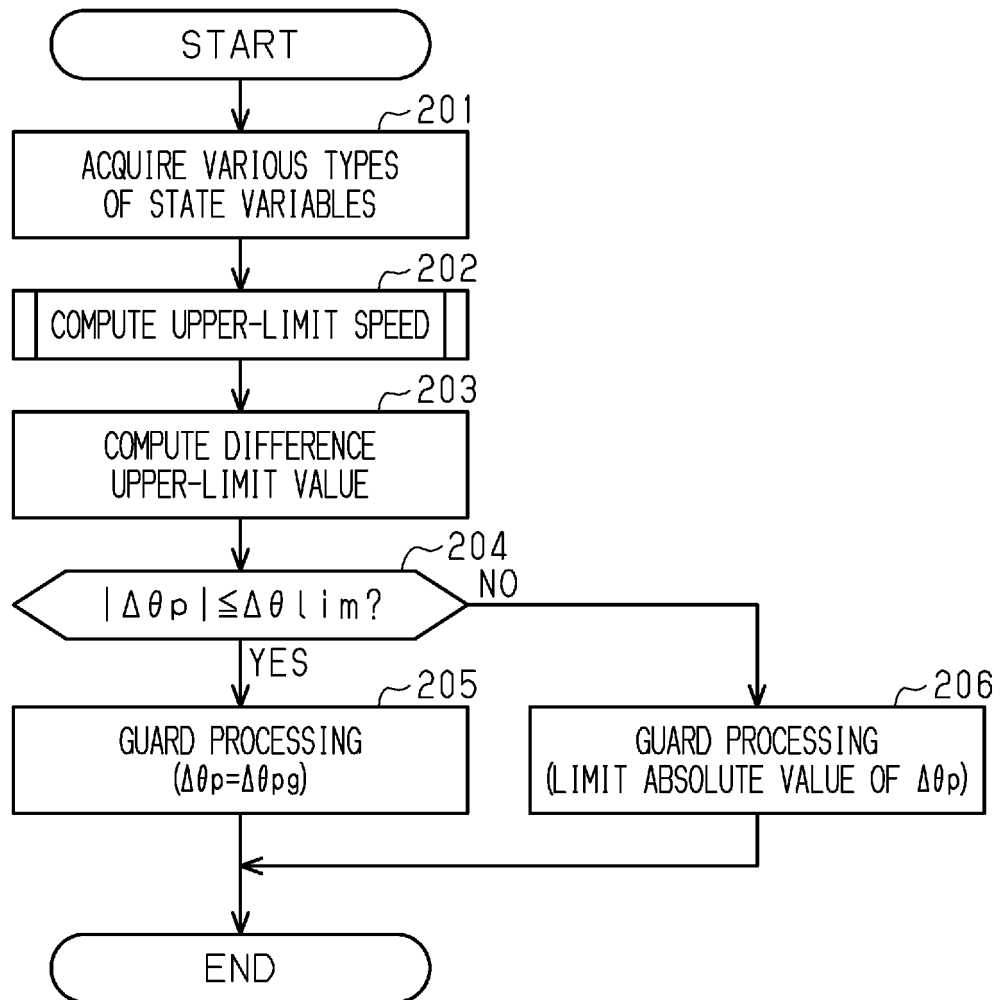 START
201
ACQUIRE VARIOUS TYPES
OF STATE VARIABLES
202
COMPUTE UPPER-LIMIT SPEED
203
COMPUTE DIFFERENCE
UPPER-LIMIT VALUE
204
|Δθp|≦Δθlim?
NO
YES
205
GUARD PROCESSING
(Δθp=Δθpg)
206
GUARD PROCESSING
(LIMIT ABSOLUTE VALUE OF Δθp)
END